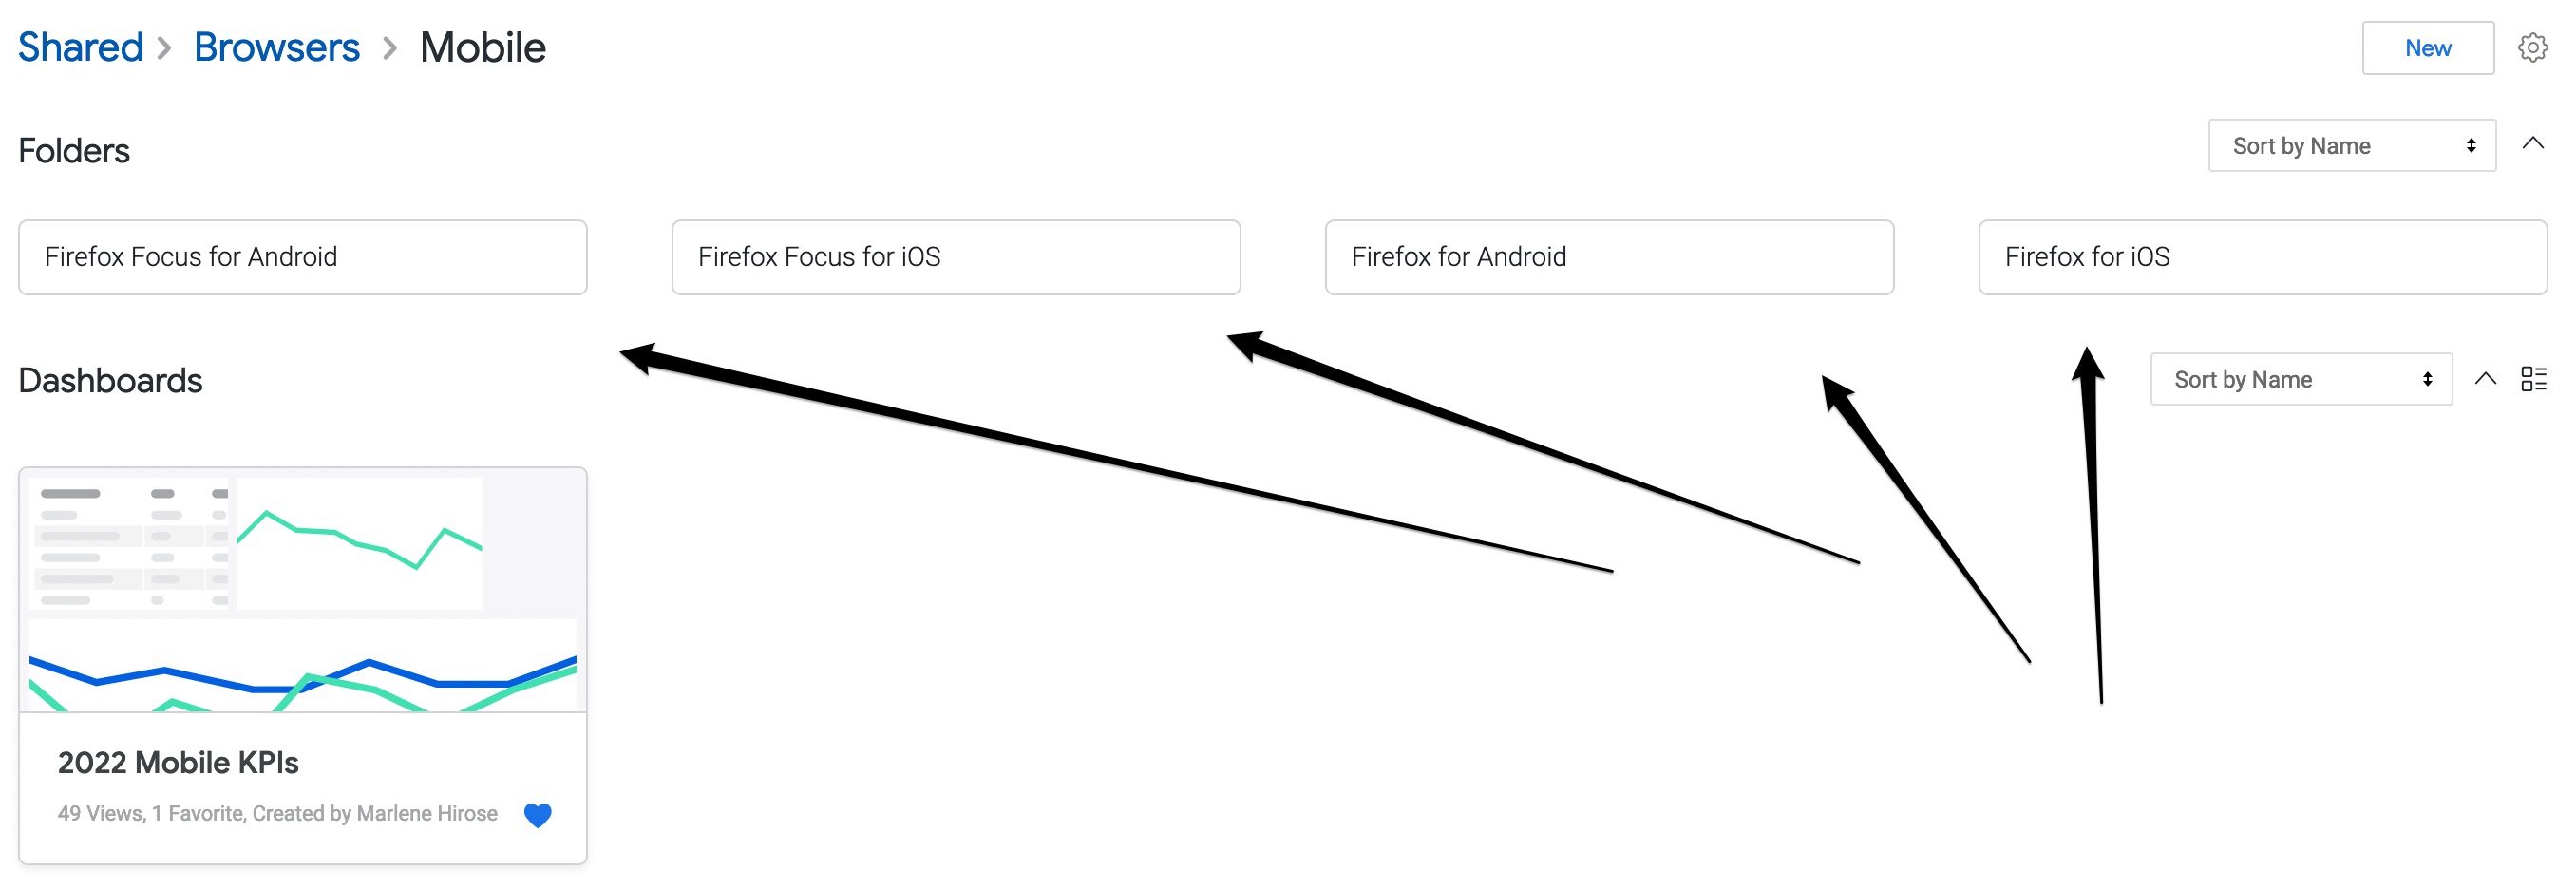 Shared > Browsers > Mobile
New
Folders
Sort by Name
Firefox Focus for Android
Firefox Focus for iOS
Firefox for Android
Firefox for iOS
Dashboards
Sort by Name
2022 Mobile KPIs
49 Views, 1 Favorite, Created by Marlene Hirose